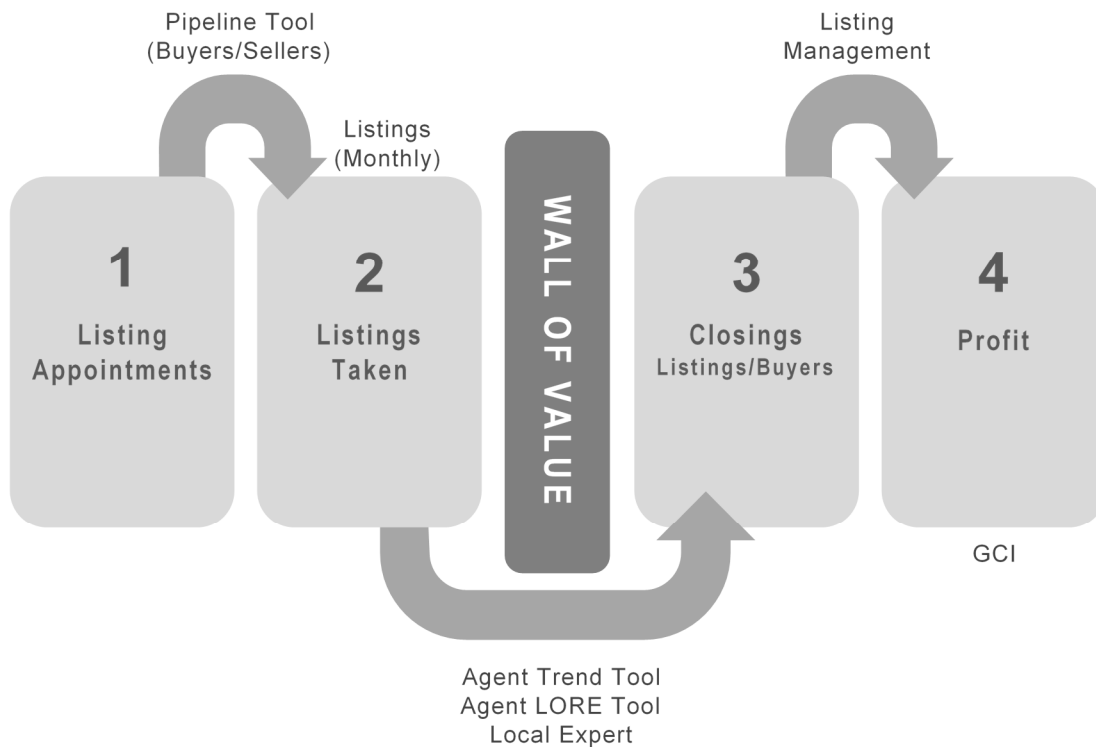 Pipeline Tool
(Buyers/Sellers)
Listing
Management
Listings
(Monthly)
1
Listing
Appointments
2
Listings
Taken
WALL OF VALUE
3
Closings
Listings/Buyers
4
Profit
GCI
Agent Trend Tool
Agent LORE Tool
Local Expert